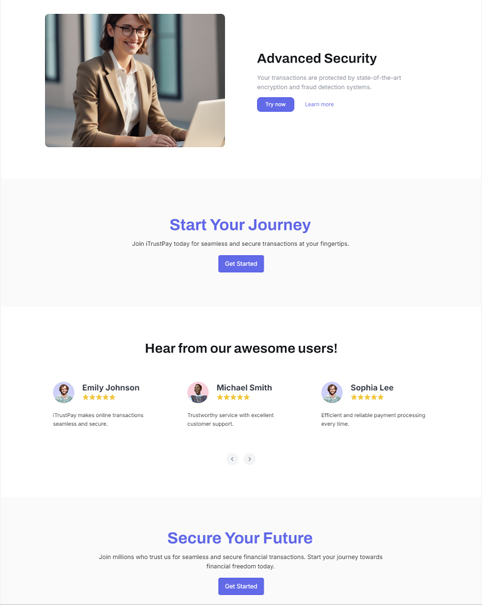 Advanced Security
Your transactions are protected by state-of-the-art
encryption and fraud detection systems.
Try now
Learn more
Start Your Journey
Join iTrustPay today for seamless and secure transactions at your fingertips.
Get Started
Hear from our awesome users!
Emily Johnson
iTrustPay makes online transactions
seamless and secure.
Michael Smith
Trustworthy service with excellent
customer support.
Sophia Lee
Efficient and reliable payment processing
every time.
Secure Your Future
Join millions who trust us for seamless and secure financial transactions. Start your journey towards
financial freedom today.
Get Started